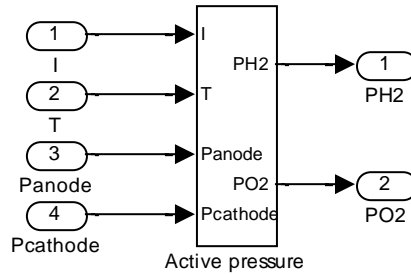 1
I
I
PH2
1
PH2
2
T
T
3
Panode
Panode
PO2
2
PO2
4
Pcathode
Pcathode
Active pressure